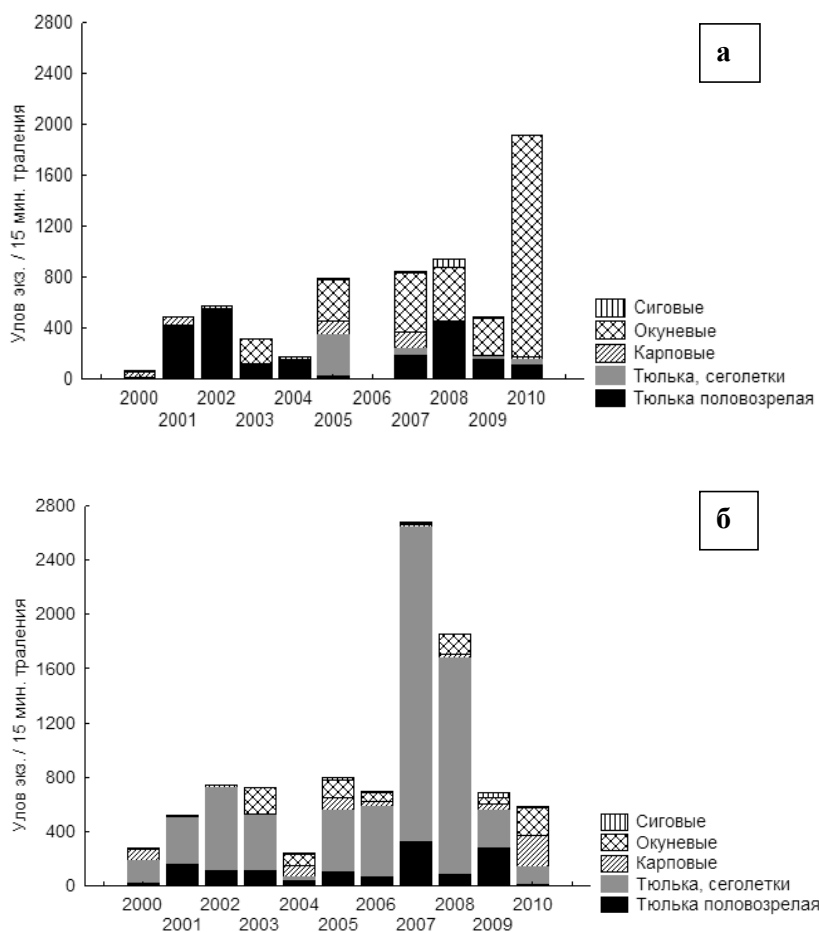 Улов экз. / 15 мин. траления
2800
2400
2000
1600
1200
800
400
0
а
Сиговые
Окуневые
Карповые
Тюлька, сеголетки
Тюлька половозрелая
2000 2002 2004 2006 2008 2010
2001 2003 2005 2007 2009
Улов экз. / 15 мин. траления
2800
2400
2000
1600
1200
800
400
0
б
Сиговые
Окуневые
Карповые
Тюлька, сеголетки
Тюлька половозрелая
2000 2002 2004 2006 2008 2010
2001 2003 2005 2007 2009